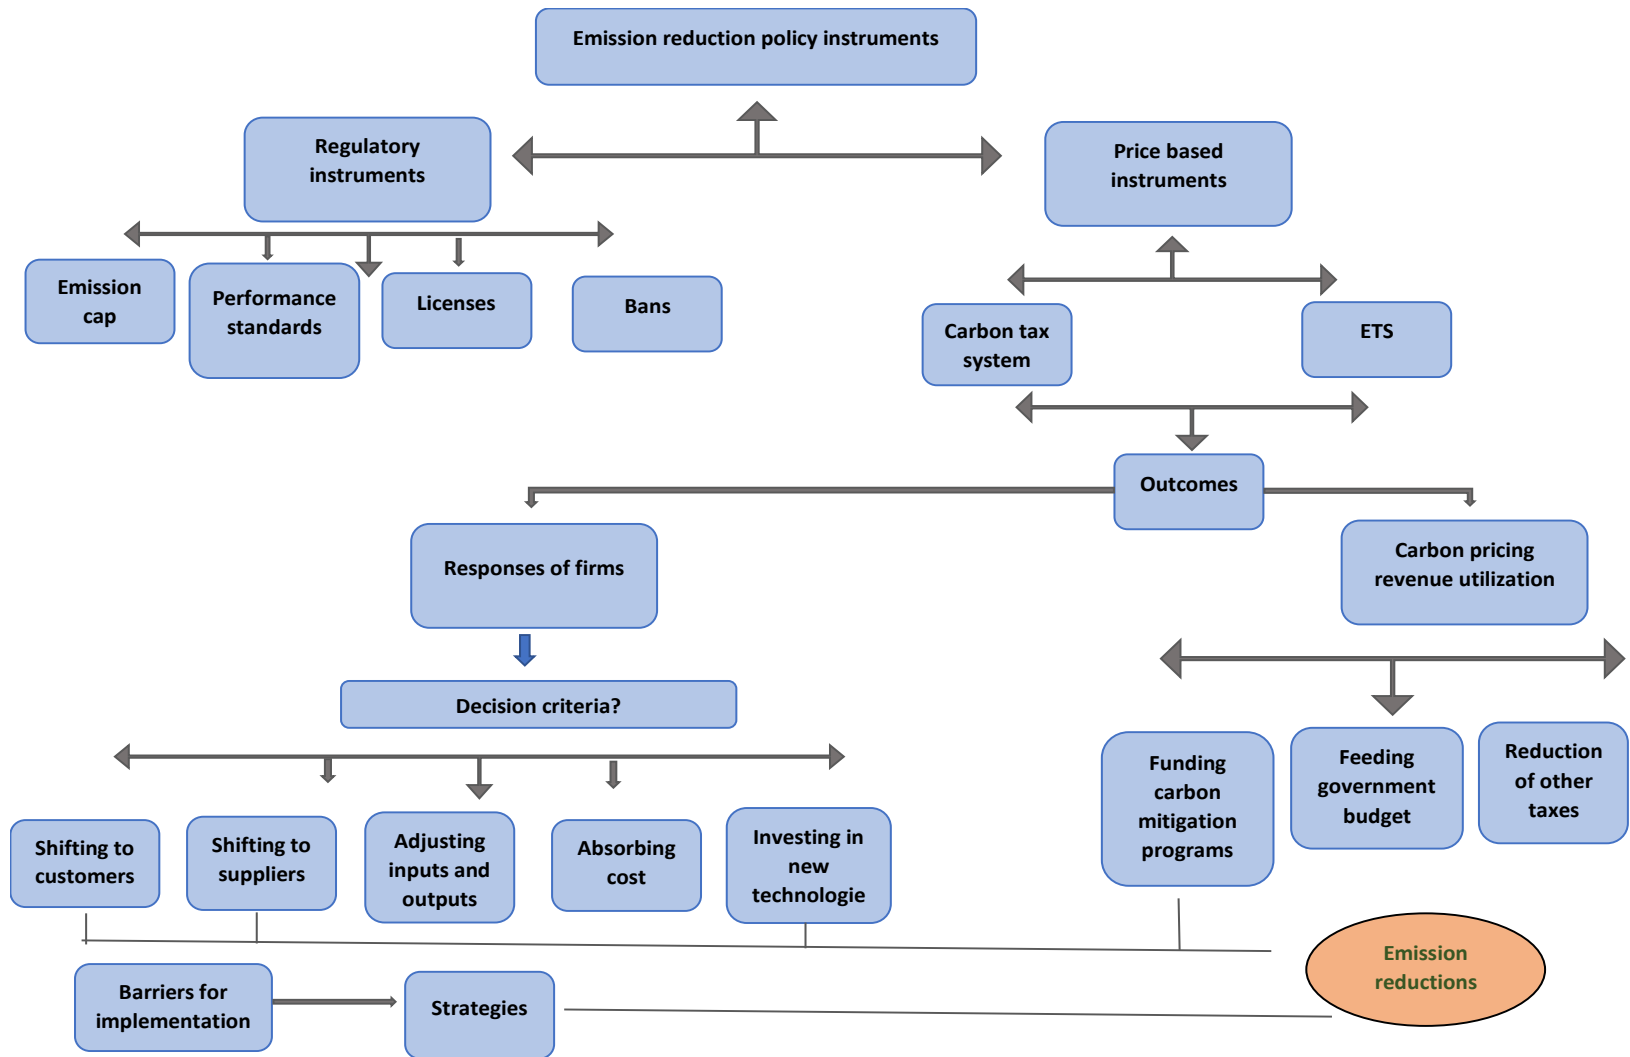 Emission reduction policy instruments
Regulatory
instruments
Price based
instruments
Emission
cap
Performance
standards
Licenses
Bans
Carbon tax
system
ETS
Outcomes
Responses of firms
Carbon pricing
revenue utilization
Decision criteria?
Funding
carbon
mitigation
programs
Feeding
government
budget
Reduction
of other
taxes
Shifting to
customers
Shifting to
suppliers
Adjusting
inputs and
outputs
Absorbing
cost
Investing in
new
technologie
Emission
reductions
Barriers for
implementation
Strategies